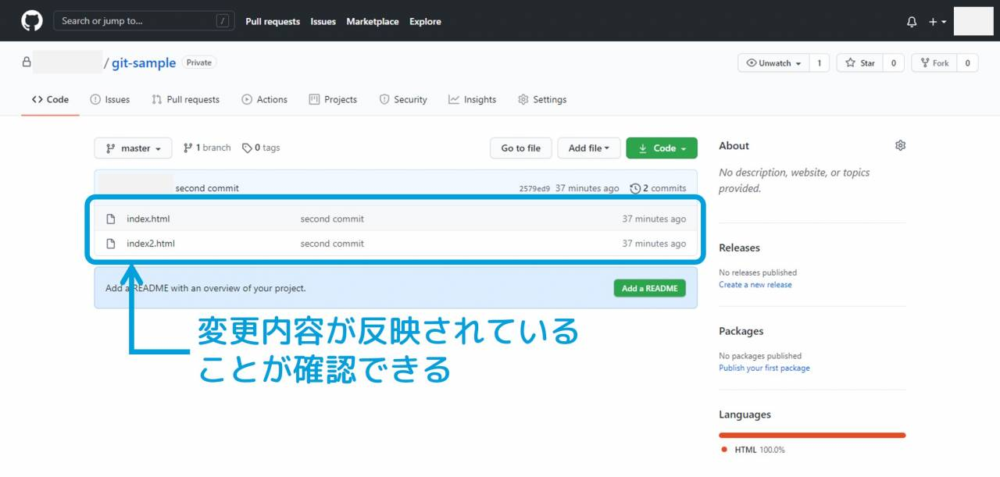 Search or jump to... /
Pull requests Issues Marketplace Explore
/ git-sample Private
Unwatch 1 Star 0 Fork 0
Code Issues Pull requests Actions Projects Security Insights Settings
master 1 branch 0 tags Go to file Add file Code
second commit 2579ed9 37 minutes ago 2 commits
index.html second commit 37 minutes ago
index2.html second commit 37 minutes ago
Add a README with an overview of your project. Add a README
変更内容が反映されている
ことが確認できる
About
No description, website, or topics
provided.
Releases
No releases published
Create a new release
Packages
No packages published
Publish your first package
Languages
HTML 100.0%